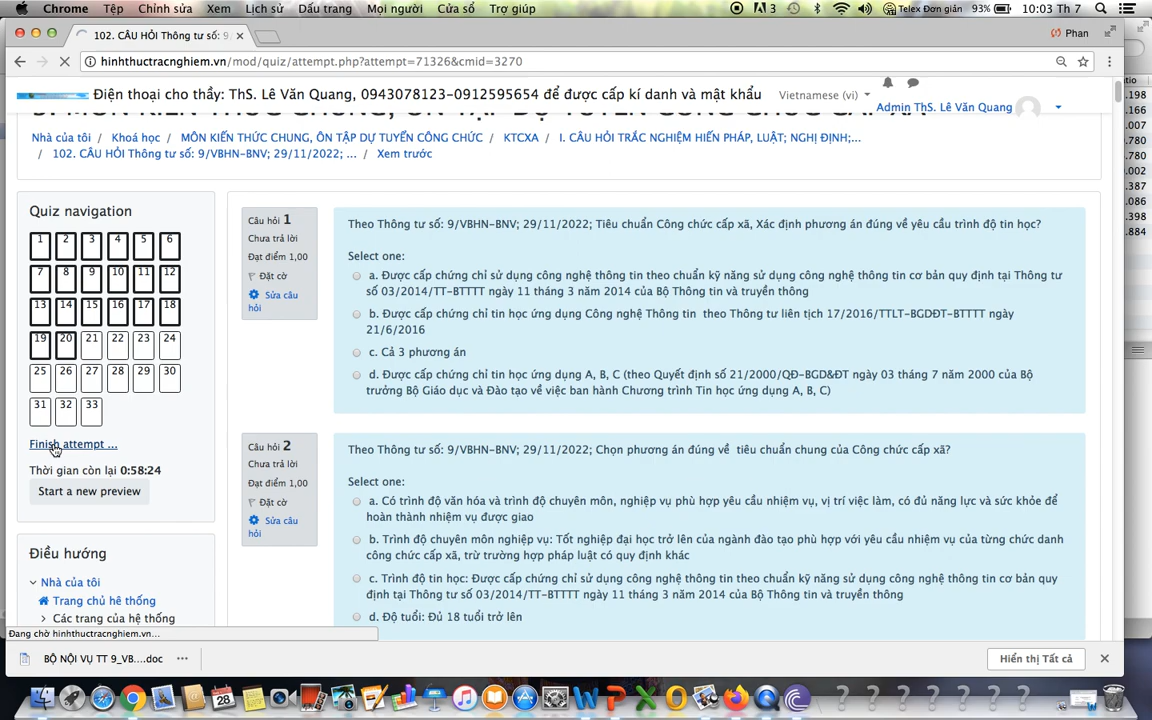 Chrome Tệp Chỉnh sửa Xem Lịch sử Dấu trang Mọi người Cửa sổ Trợ giúp 3 Telex Đơn giản 93% 10:03 Th 7
102. CÂU HỎI Thông tư số: 9/ Phan
hinhthuctracnghiem.vn/mod/quiz/attempt.php?attempt=71326&cmid=3270
Điện thoại cho thầy: ThS. Lê Văn Quang, 0943078123-0912595654 để được cấp kí danh và mật khẩu
Vietnamese (vi)
Admin ThS. Lê Văn Quang
Nhà của tôi / Khoá học / MÔN KIẾN THỨC CHUNG, ÔN TẬP DỰ TUYỂN CÔNG CHỨC / KTCXA / I. CÂU HỎI TRẮC NGHIỆM HIẾN PHÁP, LUẬT; NGHỊ ĐỊNH;...
/ 102. CÂU HỎI Thông tư số: 9/VBHN-BNV; 29/11/2022; ... / Xem trước
Quiz navigation
1 2 3 4 5 6
7 8 9 10 11 12
13 14 15 16 17 18
19 20 21 22 23 24
25 26 27 28 29 30
31 32 33
Finish attempt ...
Thời gian còn lại 0:58:24
Start a new preview
Điều hướng
Nhà của tôi
Trang chủ hệ thống
Các trang của hệ thống
Câu hỏi 1
Chưa trả lời
Đạt điểm 1,00
Đặt cờ
Sửa câu
hỏi
Theo Thông tư số: 9/VBHN-BNV; 29/11/2022; Tiêu chuẩn Công chức cấp xã, Xác định phương án đúng về yêu cầu trình độ tin học?
Select one:
a. Được cấp chứng chỉ sử dụng công nghệ thông tin theo chuẩn kỹ năng sử dụng công nghệ thông tin cơ bản quy định tại Thông tư
số 03/2014/TT-BTTTT ngày 11 tháng 3 năm 2014 của Bộ Thông tin và truyền thông
b. Được cấp chứng chỉ tin học ứng dụng Công nghệ Thông tin theo Thông tư liên tịch 17/2016/TTLT-BGDĐT-BTTTT ngày
21/6/2016
c. Cả 3 phương án
d. Được cấp chứng chỉ tin học ứng dụng A, B, C (theo Quyết định số 21/2000/QĐ-BGD&ĐT ngày 03 tháng 7 năm 2000 của Bộ
trưởng Bộ Giáo dục và Đào tạo về việc ban hành Chương trình Tin học ứng dụng A, B, C)
Câu hỏi 2
Chưa trả lời
Đạt điểm 1,00
Đặt cờ
Sửa câu
hỏi
Theo Thông tư số: 9/VBHN-BNV; 29/11/2022; Chọn phương án đúng về tiêu chuẩn chung của Công chức cấp xã?
Select one:
a. Có trình độ văn hóa và trình độ chuyên môn, nghiệp vụ phù hợp yêu cầu nhiệm vụ, vị trí việc làm, có đủ năng lực và sức khỏe để
hoàn thành nhiệm vụ được giao
b. Trình độ chuyên môn nghiệp vụ: Tốt nghiệp đại học trở lên của ngành đào tạo phù hợp với yêu cầu nhiệm vụ của từng chức danh
công chức cấp xã, trừ trường hợp pháp luật có quy định khác
c. Trình độ tin học: Được cấp chứng chỉ sử dụng công nghệ thông tin theo chuẩn kỹ năng sử dụng công nghệ thông tin cơ bản quy
định tại Thông tư số 03/2014/TT-BTTTT ngày 11 tháng 3 năm 2014 của Bộ Thông tin và truyền thông
d. Độ tuổi: Đủ 18 tuổi trở lên
Đang chờ hinhthuctracnghiem.vn...
BỘ NỘI VỤ TT 9_VB....doc
Hiển thị Tất cả
.198
.166
.007
.780
.780
.002
.387
.086
.398
.884
28